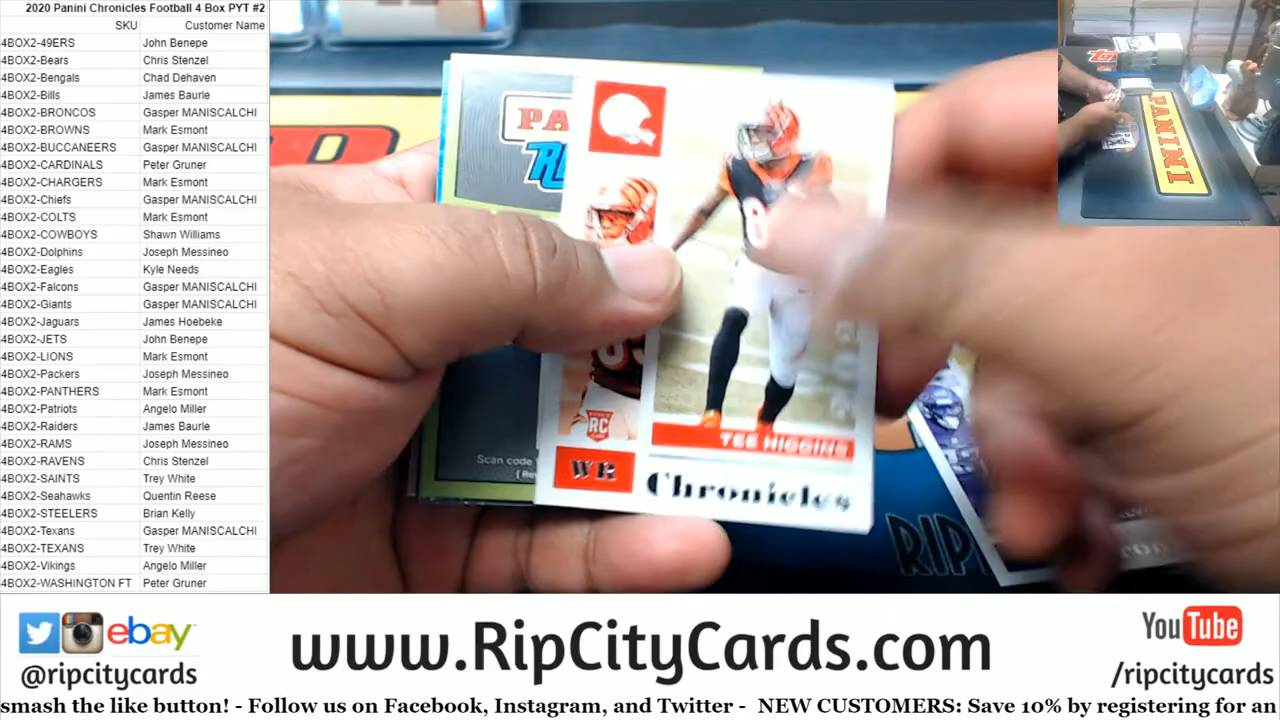 2020 Panini Chronicles Football 4 Box PYT #2
SKU Customer Name
4BOX2-49ERS John Benepe
4BOX2-Bears Chris Stenzel
4BOX2-Bengals Chad Dehaven
4BOX2-Bills James Baurle
4BOX2-BRONCOS Gasper MANISCALCHI
4BOX2-BROWNS Mark Esmont
4BOX2-BUCCANEERS Gasper MANISCALCHI
4BOX2-CARDINALS Peter Gruner
4BOX2-CHARGERS Mark Esmont
4BOX2-Chiefs Gasper MANISCALCHI
4BOX2-COLTS Mark Esmont
4BOX2-COWBOYS Shawn Williams
4BOX2-Dolphins Joseph Messineo
4BOX2-Eagles Kyle Needs
4BOX2-Falcons Gasper MANISCALCHI
4BOX2-Giants Gasper MANISCALCHI
4BOX2-Jaguars James Hoebeke
4BOX2-JETS John Benepe
4BOX2-LIONS Mark Esmont
4BOX2-Packers Joseph Messineo
4BOX2-PANTHERS Mark Esmont
4BOX2-Patriots Angelo Miller
4BOX2-Raiders James Baurle
4BOX2-RAMS Joseph Messineo
4BOX2-RAVENS Chris Stenzel
4BOX2-SAINTS Trey White
4BOX2-Seahawks Quentin Reese
4BOX2-STEELERS Brian Kelly
4BOX2-Texans Gasper MANISCALCHI
4BOX2-TEXANS Trey White
4BOX2-Vikings Angelo Miller
4BOX2-WASHINGTON FT Peter Gruner
PA
Scan code
RC
TEE HIGGINS
WR Chronicles
RIP
PANINI
ebay
@ripcitycards
www.RipCityCards.com
YouTube
/ripcitycards
smash the like button! - Follow us on Facebook, Instagram, and Twitter - NEW CUSTOMERS: Save 10% by registering for an